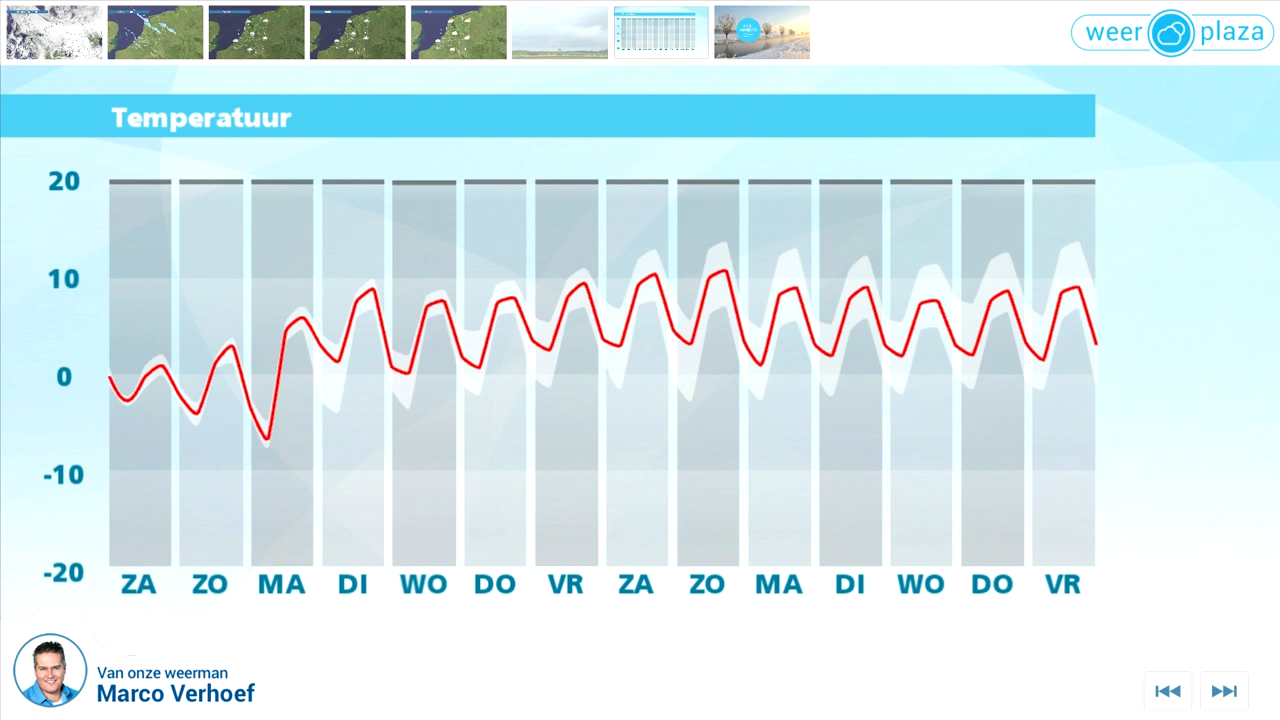 weer plaza
Temperatuur
20
10
0
-10
-20
ZA ZO MA DI WO DO VR ZA ZO MA DI WO DO VR
Van onze weerman
Marco Verhoef